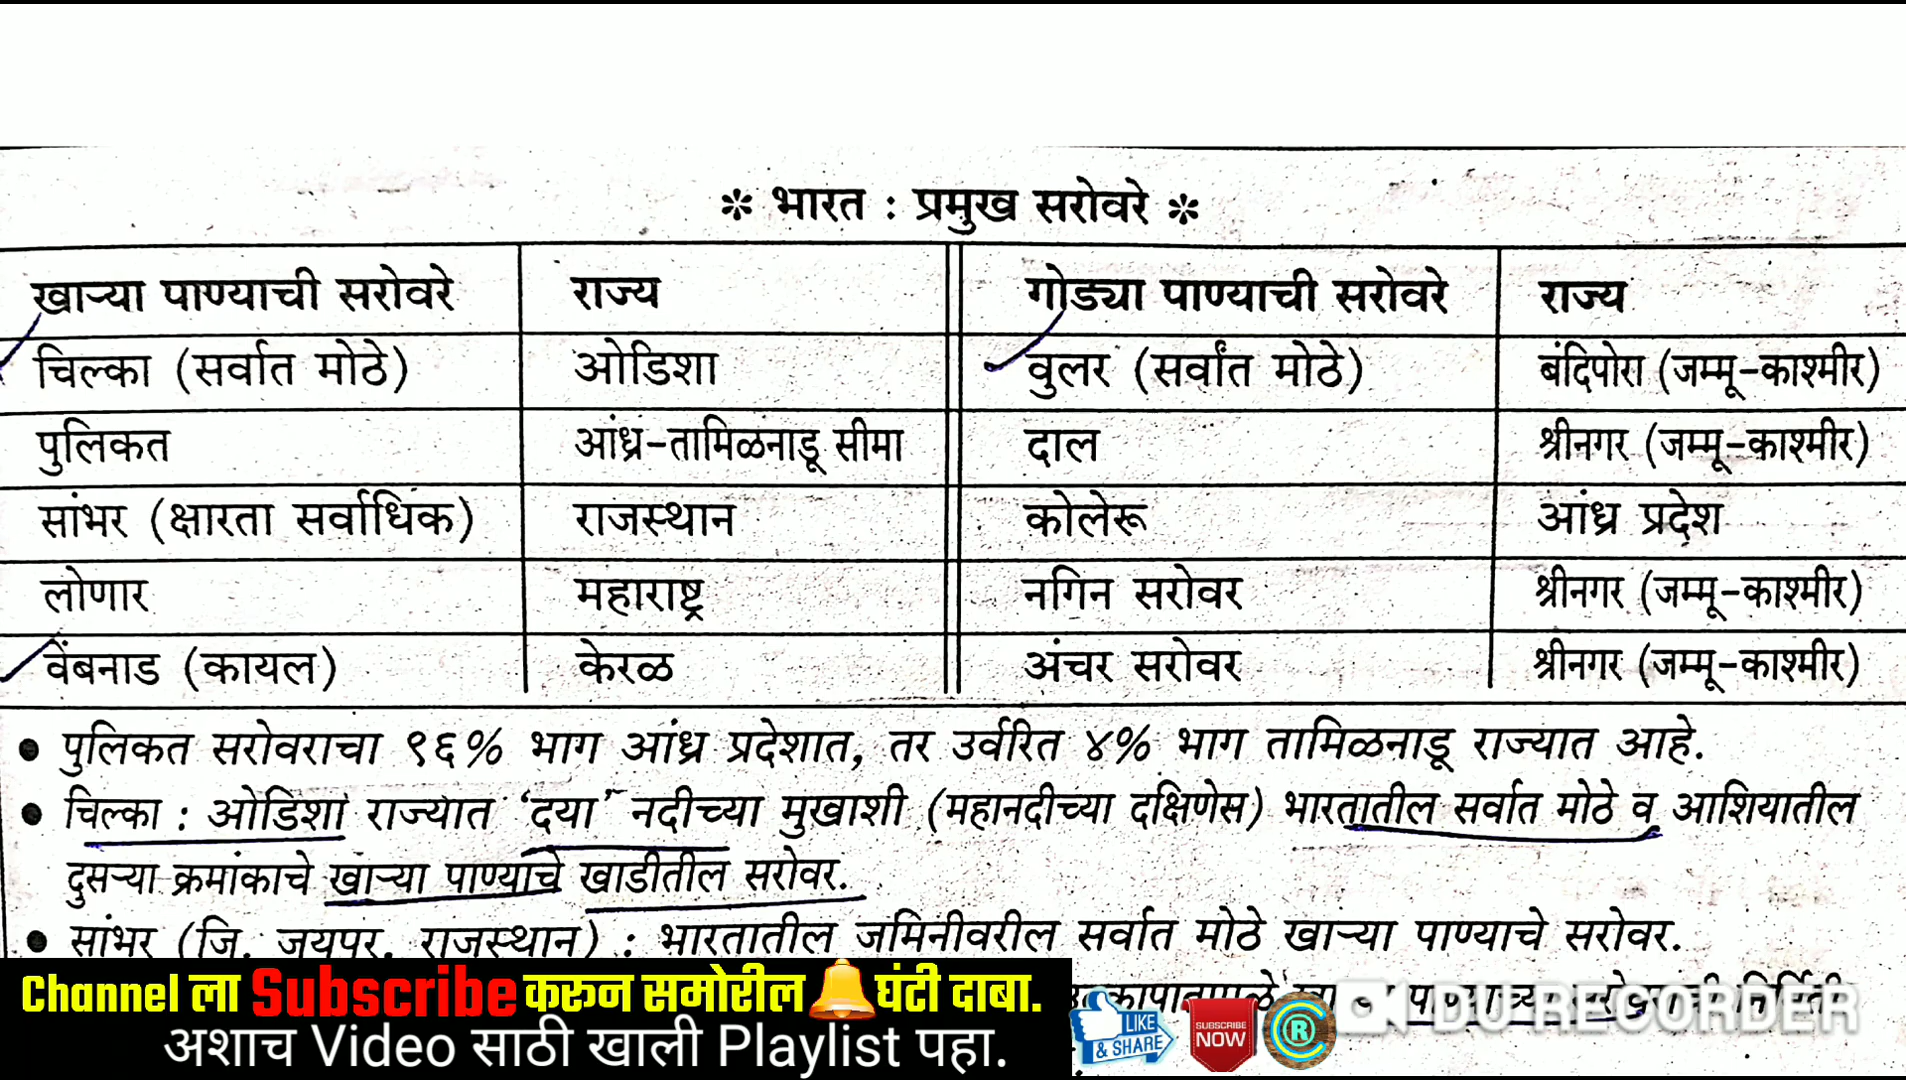 * भारत : प्रमुख सरोवरे *
खाऱ्या पाण्याची सरोवरे राज्य गोड्या पाण्याची सरोवरे राज्य
चिल्का (सर्वात मोठे) ओडिशा वुलर (सर्वांत मोठे) बंदिपोरा (जम्मू-काश्मीर)
पुलिकत आंध्र-तामिळनाडू सीमा दाल श्रीनगर (जम्मू-काश्मीर)
सांभर (क्षारता सर्वाधिक) राजस्थान कोलेरू आंध्र प्रदेश
लोणार महाराष्ट्र नगिन सरोवर श्रीनगर (जम्मू-काश्मीर)
वेंबनाड (कायल) केरळ अंचर सरोवर श्रीनगर (जम्मू-काश्मीर)
● पुलिकत सरोवराचा ९६% भाग आंध्र प्रदेशात, तर उर्वरित ४% भाग तामिळनाडू राज्यात आहे.
● चिल्का : ओडिशा राज्यात 'दया' नदीच्या मुखाशी (महानदीच्या दक्षिणेस) भारतातील सर्वात मोठे व आशियातील
दुसऱ्या क्रमांकाचे खाऱ्या पाण्याचे खाडीतील सरोवर.
● सांभर (जि. जयपूर, राजस्थान) : भारतातील जमिनीवरील सर्वात मोठे खाऱ्या पाण्याचे सरोवर.
पाण्याच्या सरोवराची निर्मिती
DU RECORDER
Channel ला Subscribe करून समोरील घंटी दाबा.
अशाच Video साठी खाली Playlist पहा.
LIKE
& SHARE
SUBSCRIBE
NOW
R